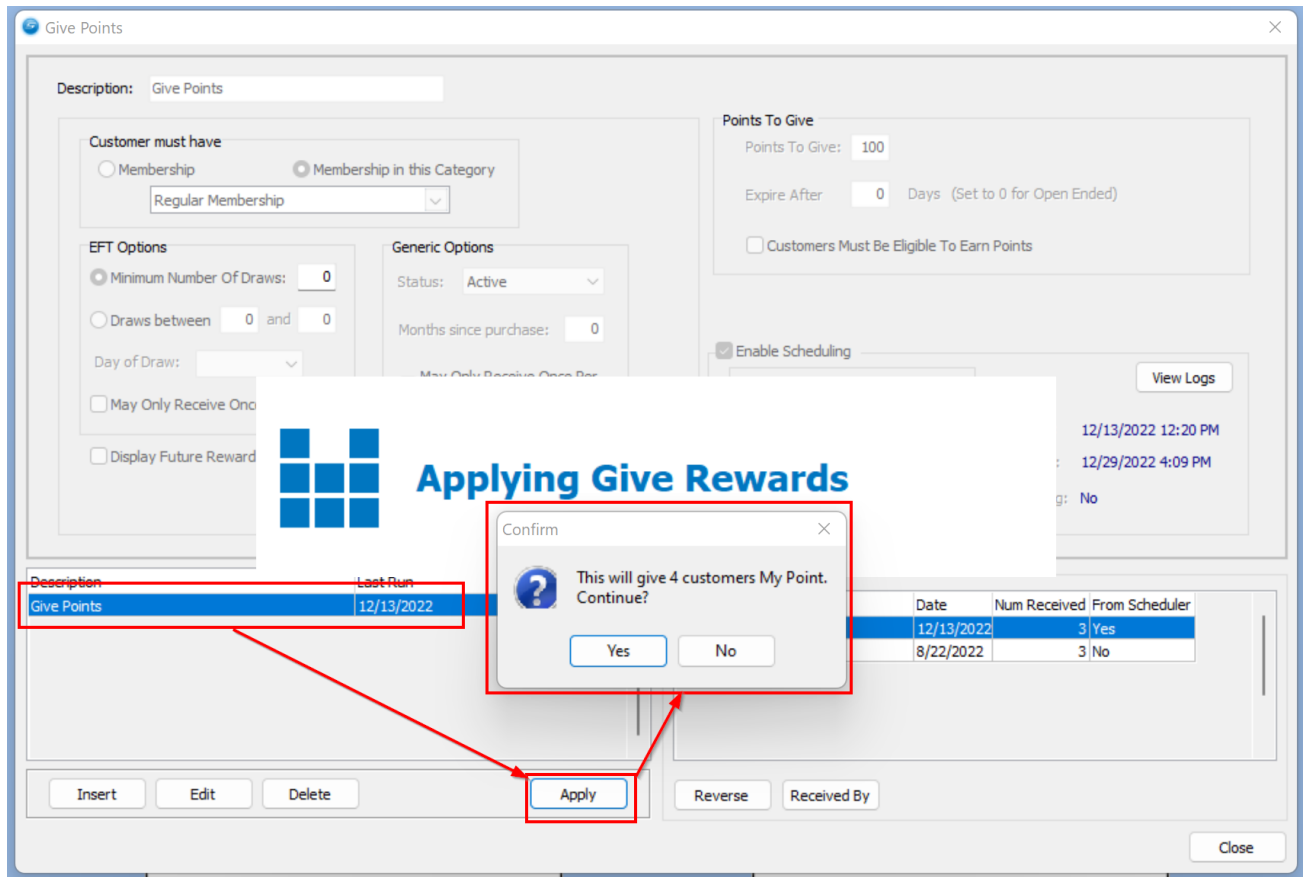 Give Points
Description: Give Points
Customer must have
Membership Membership in this Category
Regular Membership
EFT Options
Minimum Number Of Draws: 0
Draws between 0 and 0
Day of Draw:
May Only Receive Onc
Display Future Reward
Generic Options
Status: Active
Months since purchase: 0
May Only Receive Once Per
Points To Give
Points To Give: 100
Expire After 0 Days (Set to 0 for Open Ended)
Customers Must Be Eligible To Earn Points
Enable Scheduling
View Logs
12/13/2022 12:20 PM
: 12/29/2022 4:09 PM
g: No
Applying Give Rewards
Confirm
This will give 4 customers My Point.
Continue?
Yes No
Description Last Run
Give Points 12/13/2022
Date Num Received From Scheduler
12/13/2022 3 Yes
8/22/2022 3 No
Insert Edit Delete Apply
Reverse Received By
Close